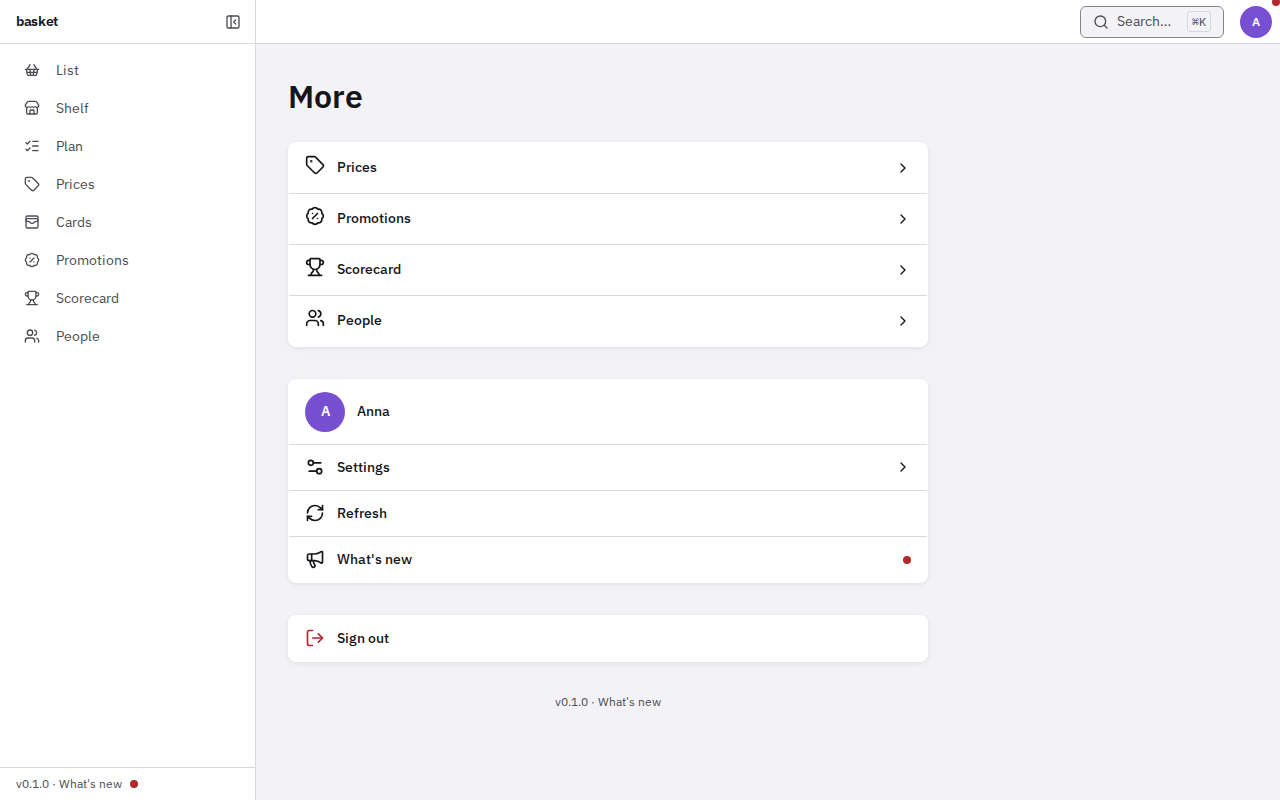 basket
Search... ⌘K
A
List
Shelf
Plan
Prices
Cards
Promotions
Scorecard
People
More
Prices
Promotions
Scorecard
People
A
Anna
Settings
Refresh
What's new
Sign out
v0.1.0 · What's new
v0.1.0 · What's new